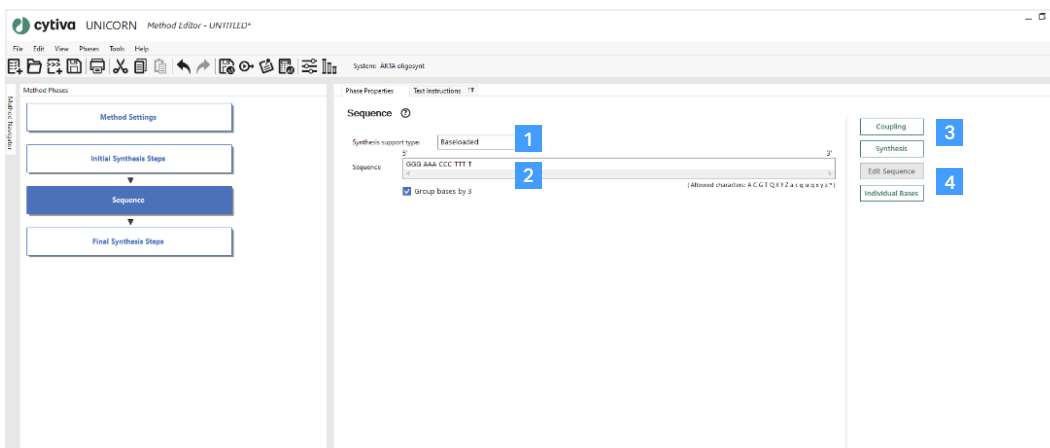 cytiva UNICORN Method Editor - UNTITLED*
File Edit View Phases Tools Help
System: ÄKTA oligosynt
Method Navigator
Method Phases
Method Settings
Initial Synthesis Steps
Sequence
Final Synthesis Steps
Phase Properties Text Instructions
Sequence ?
Synthesis support type: Baseloaded 1
5' 3'
Sequence GGG AAA CCC TTT T 2
Group bases by 3
(Allowed characters: A C G T Q X Y Z a c g u q x y z *)
Coupling 3
Synthesis
Edit Sequence 4
Individual Bases